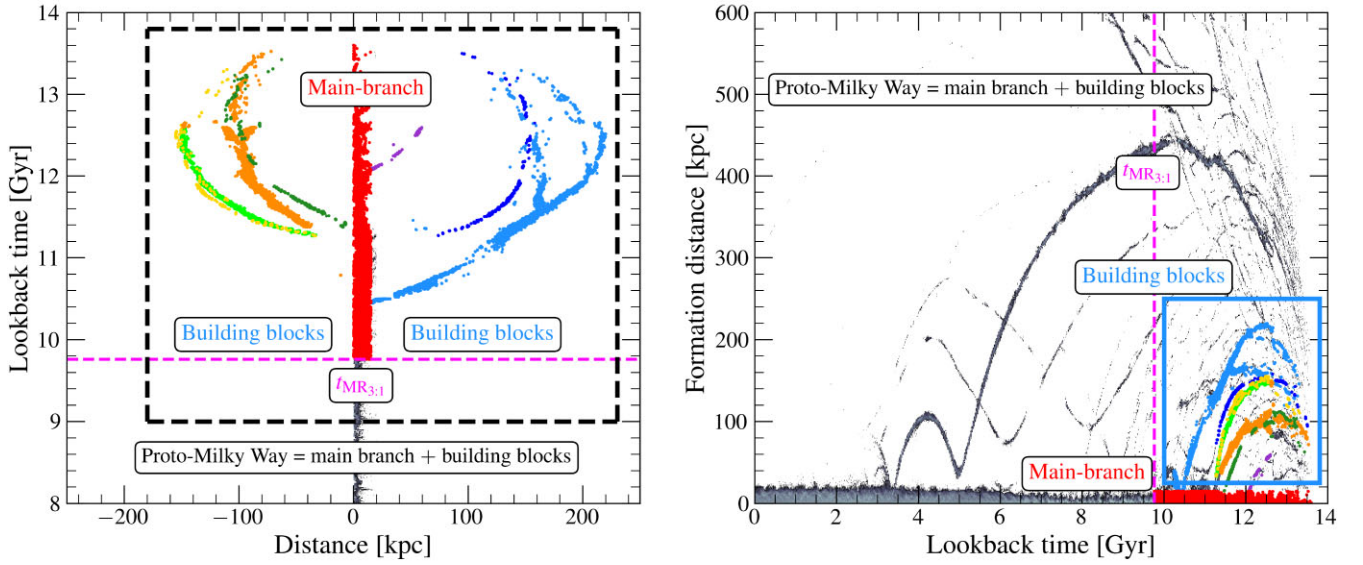 14
13
12
11
10
9
8
Lookback time [Gyr]
−200
−100
0
100
200
Distance [kpc]
Main-branch
Building blocks
Building blocks
tMR3:1
Proto-Milky Way = main branch + building blocks
600
500
400
300
200
100
0
Formation distance [kpc]
0
2
4
6
8
10
12
14
Lookback time [Gyr]
Proto-Milky Way = main branch + building blocks
tMR3:1
Building blocks
Main-branch